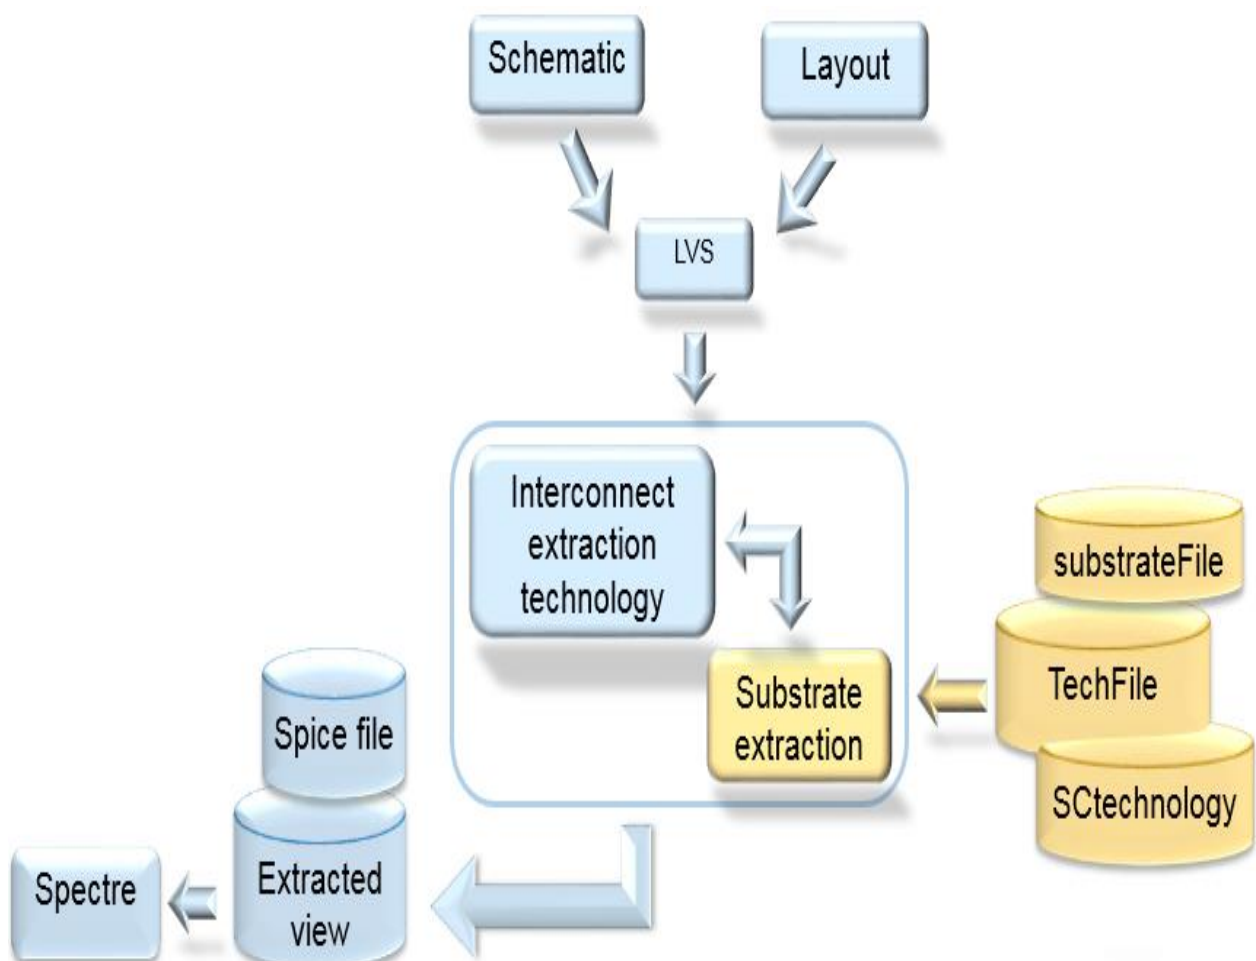 Schematic
Layout
LVS
Interconnect
extraction
technology
substrateFile
TechFile
SCtechnology
Substrate
extraction
Spice file
Extracted
view
Spectre